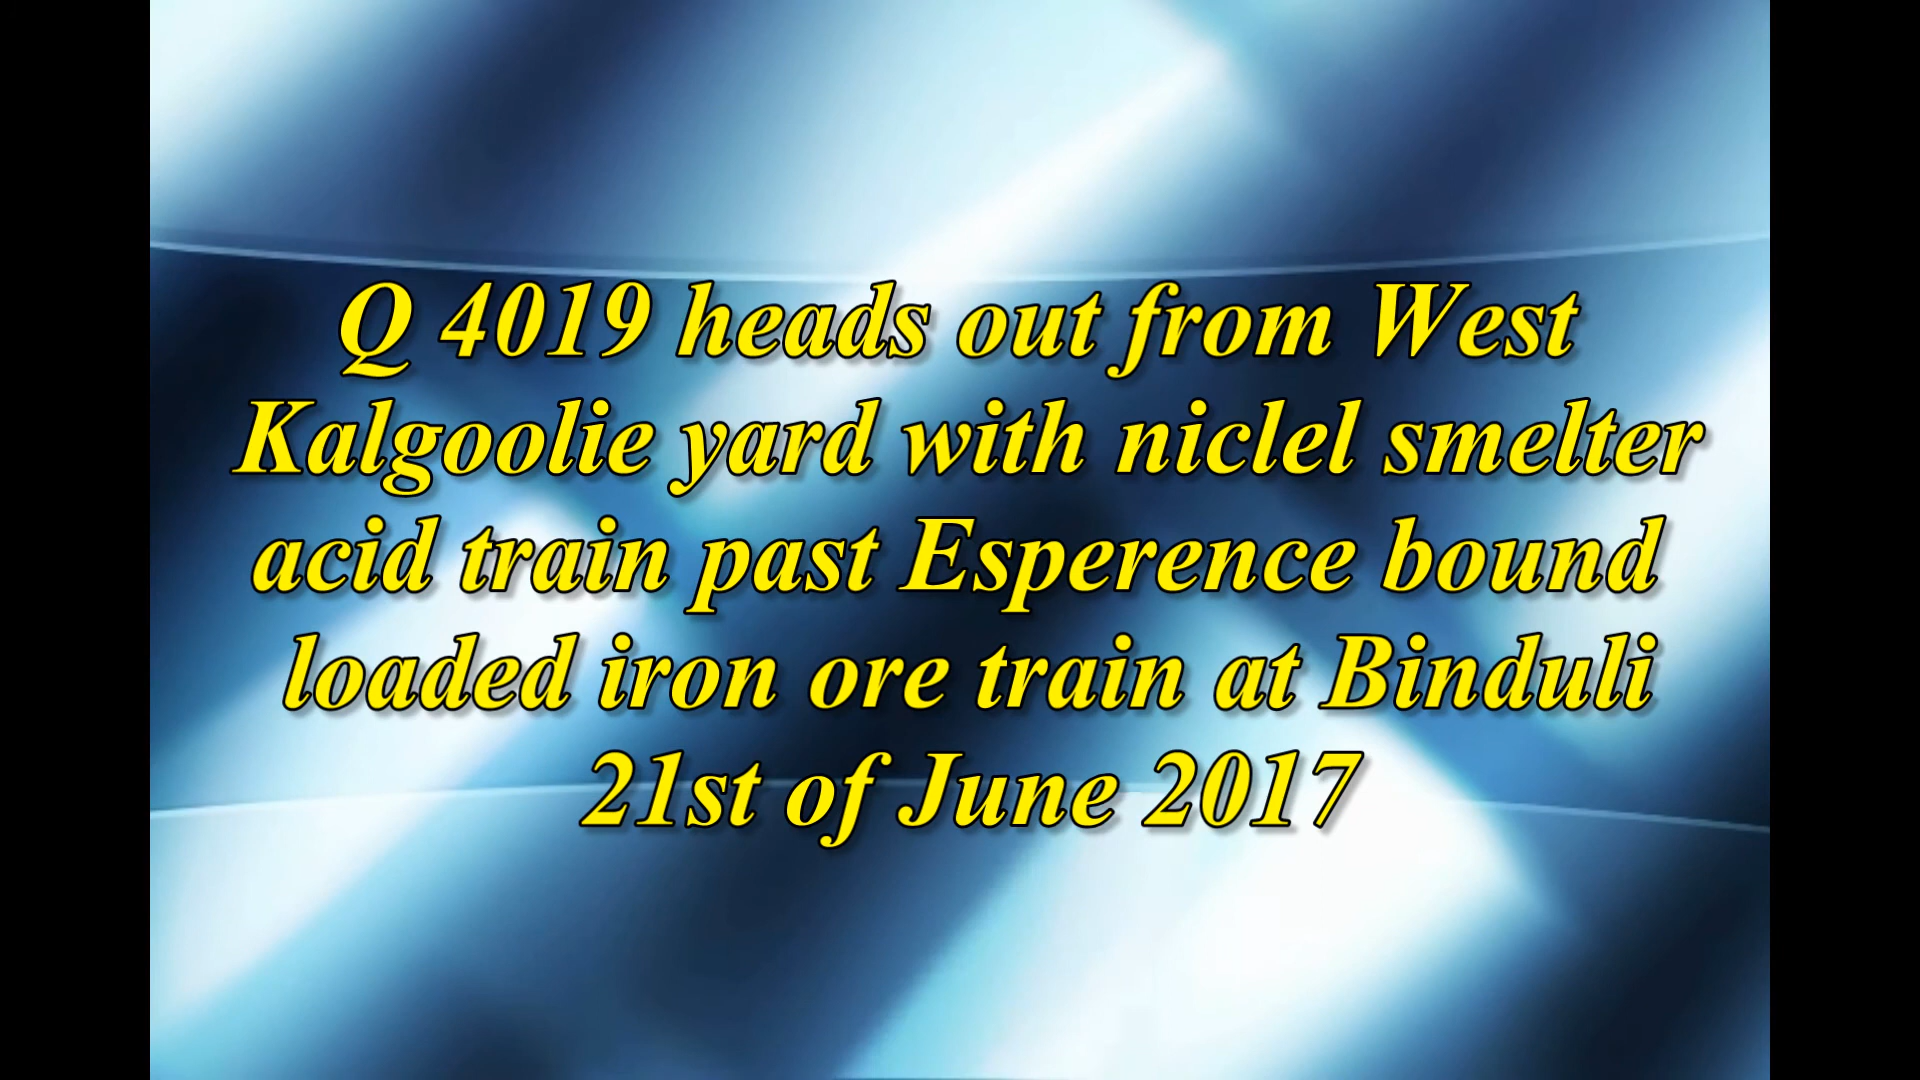 Q 4019 heads out from West
Kalgoolie yard with niclel smelter
acid train past Esperence bound
loaded iron ore train at Binduli
21st of June 2017